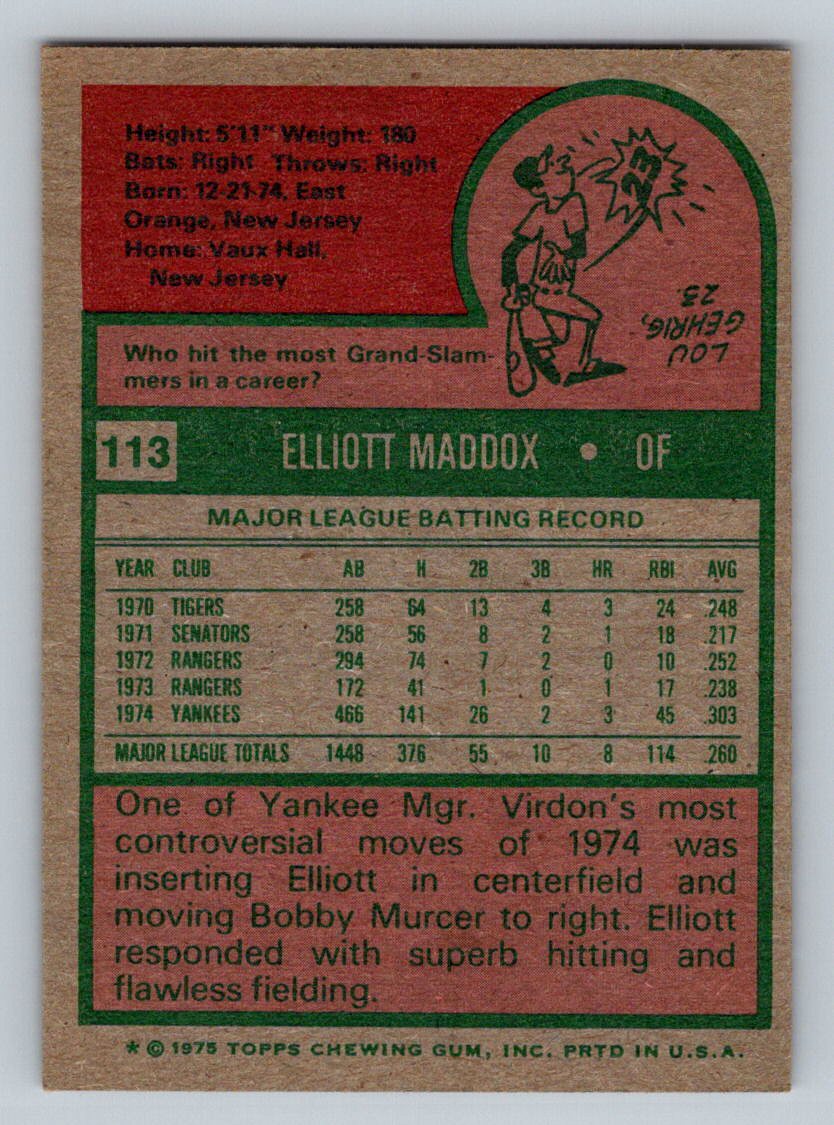 Height: 5'11" Weight: 180
Bats: Right Throws: Right
Born: 12-21-74, East
Orange, New Jersey
Home: Vaux Hall,
New Jersey
23
LOU
GEHRIG,
23.
Who hit the most Grand-Slam-
mers in a career?
113 ELLIOTT MADDOX • OF
MAJOR LEAGUE BATTING RECORD
YEAR CLUB AB H 2B 3B HR RBI AVG
1970 TIGERS 258 64 13 4 3 24 .248
1971 SENATORS 258 56 8 2 1 18 .217
1972 RANGERS 294 74 7 2 0 10 .252
1973 RANGERS 172 41 1 0 1 17 .238
1974 YANKEES 466 141 26 2 3 45 .303
MAJOR LEAGUE TOTALS 1448 376 55 10 8 114 .260
One of Yankee Mgr. Virdon's most
controversial moves of 1974 was
inserting Elliott in centerfield and
moving Bobby Murcer to right. Elliott
responded with superb hitting and
flawless fielding.
* © 1975 TOPPS CHEWING GUM, INC. PRTD IN U.S.A.